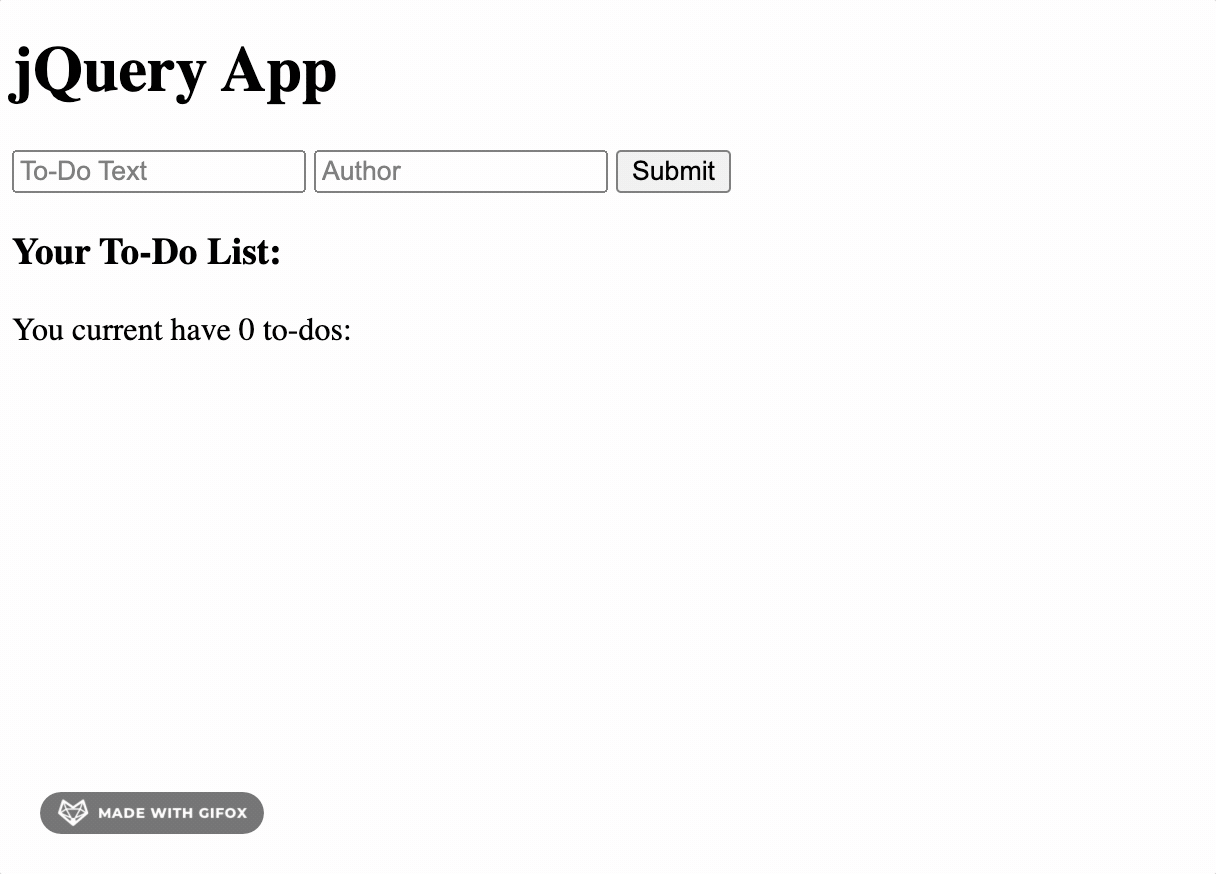 jQuery App
To-Do Text Author Submit
Your To-Do List:
You current have 0 to-dos:
MADE WITH GIFOX